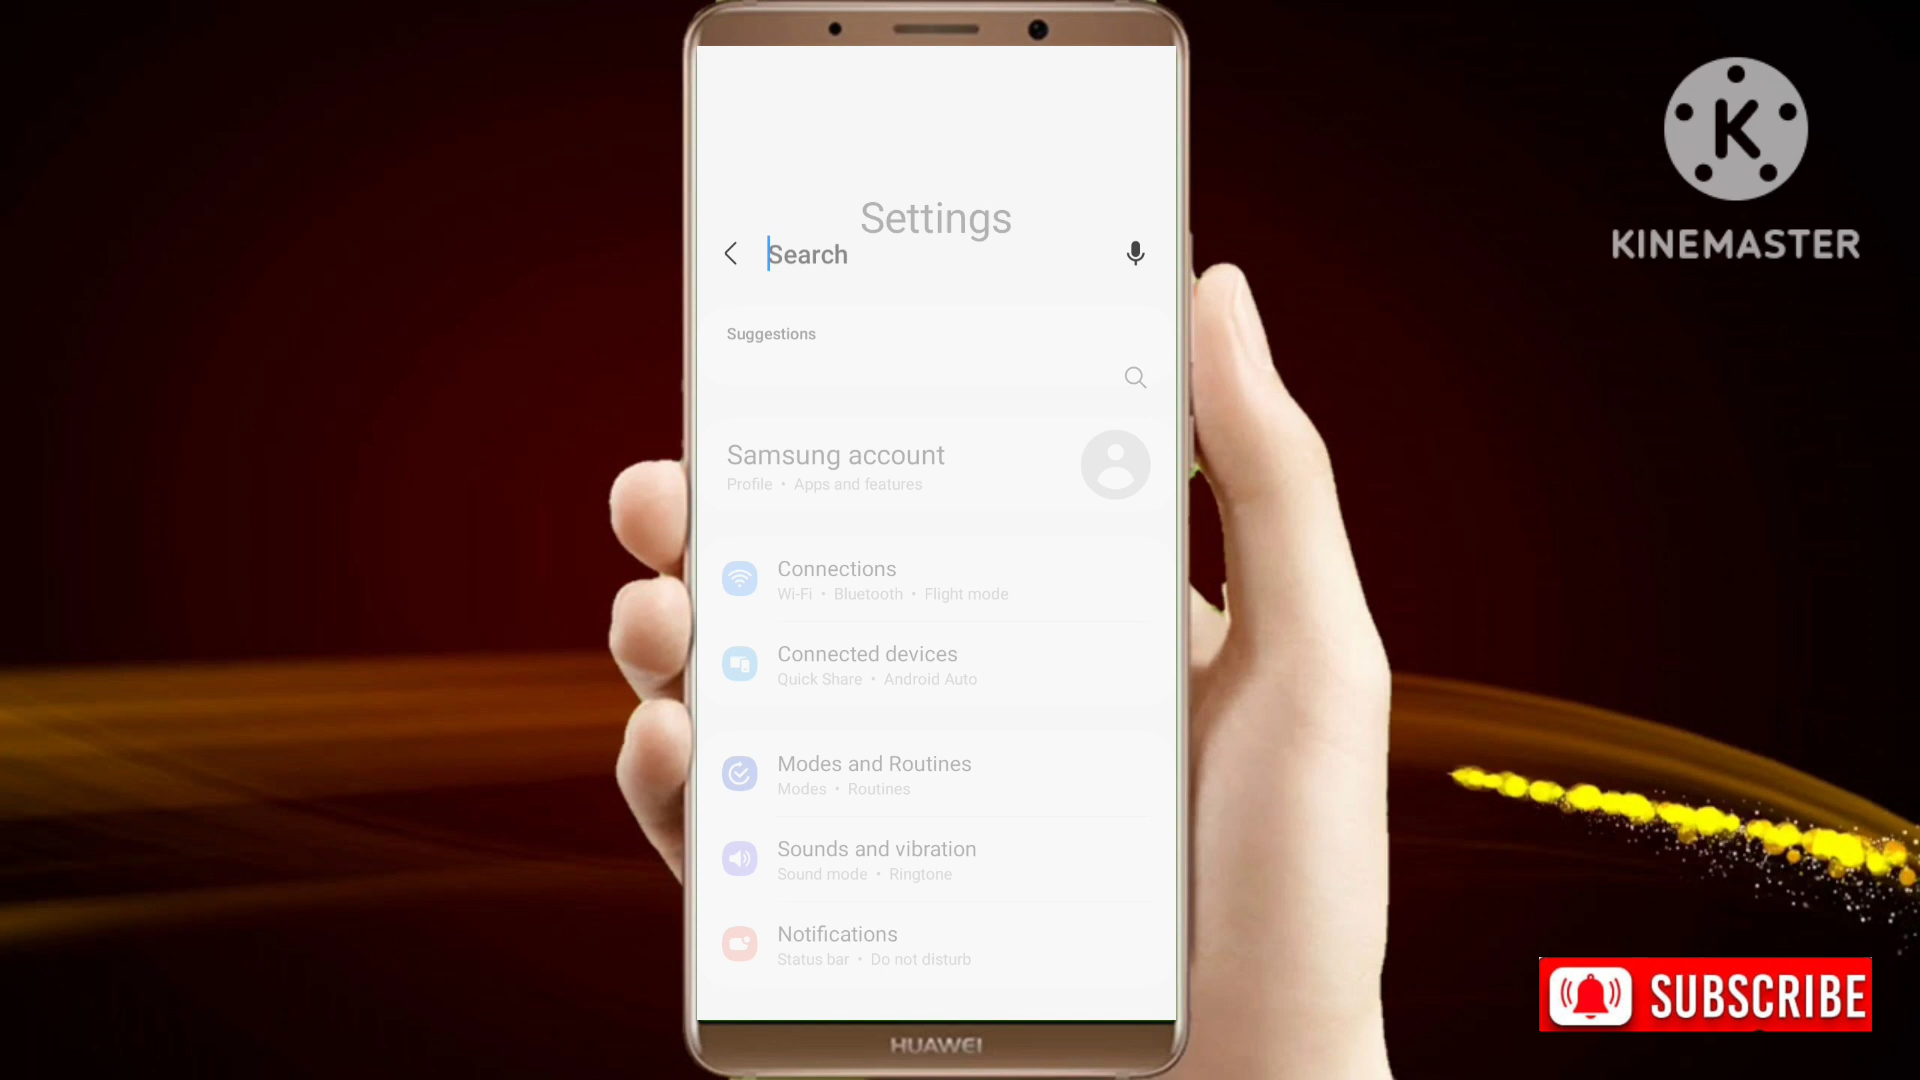 Settings
Search
Suggestions
Samsung account
Profile • Apps and features
Connections
Wi-Fi • Bluetooth • Flight mode
Connected devices
Quick Share • Android Auto
Modes and Routines
Modes • Routines
Sounds and vibration
Sound mode • Ringtone
Notifications
Status bar • Do not disturb
HUAWEI
K
KINEMASTER
SUBSCRIBE